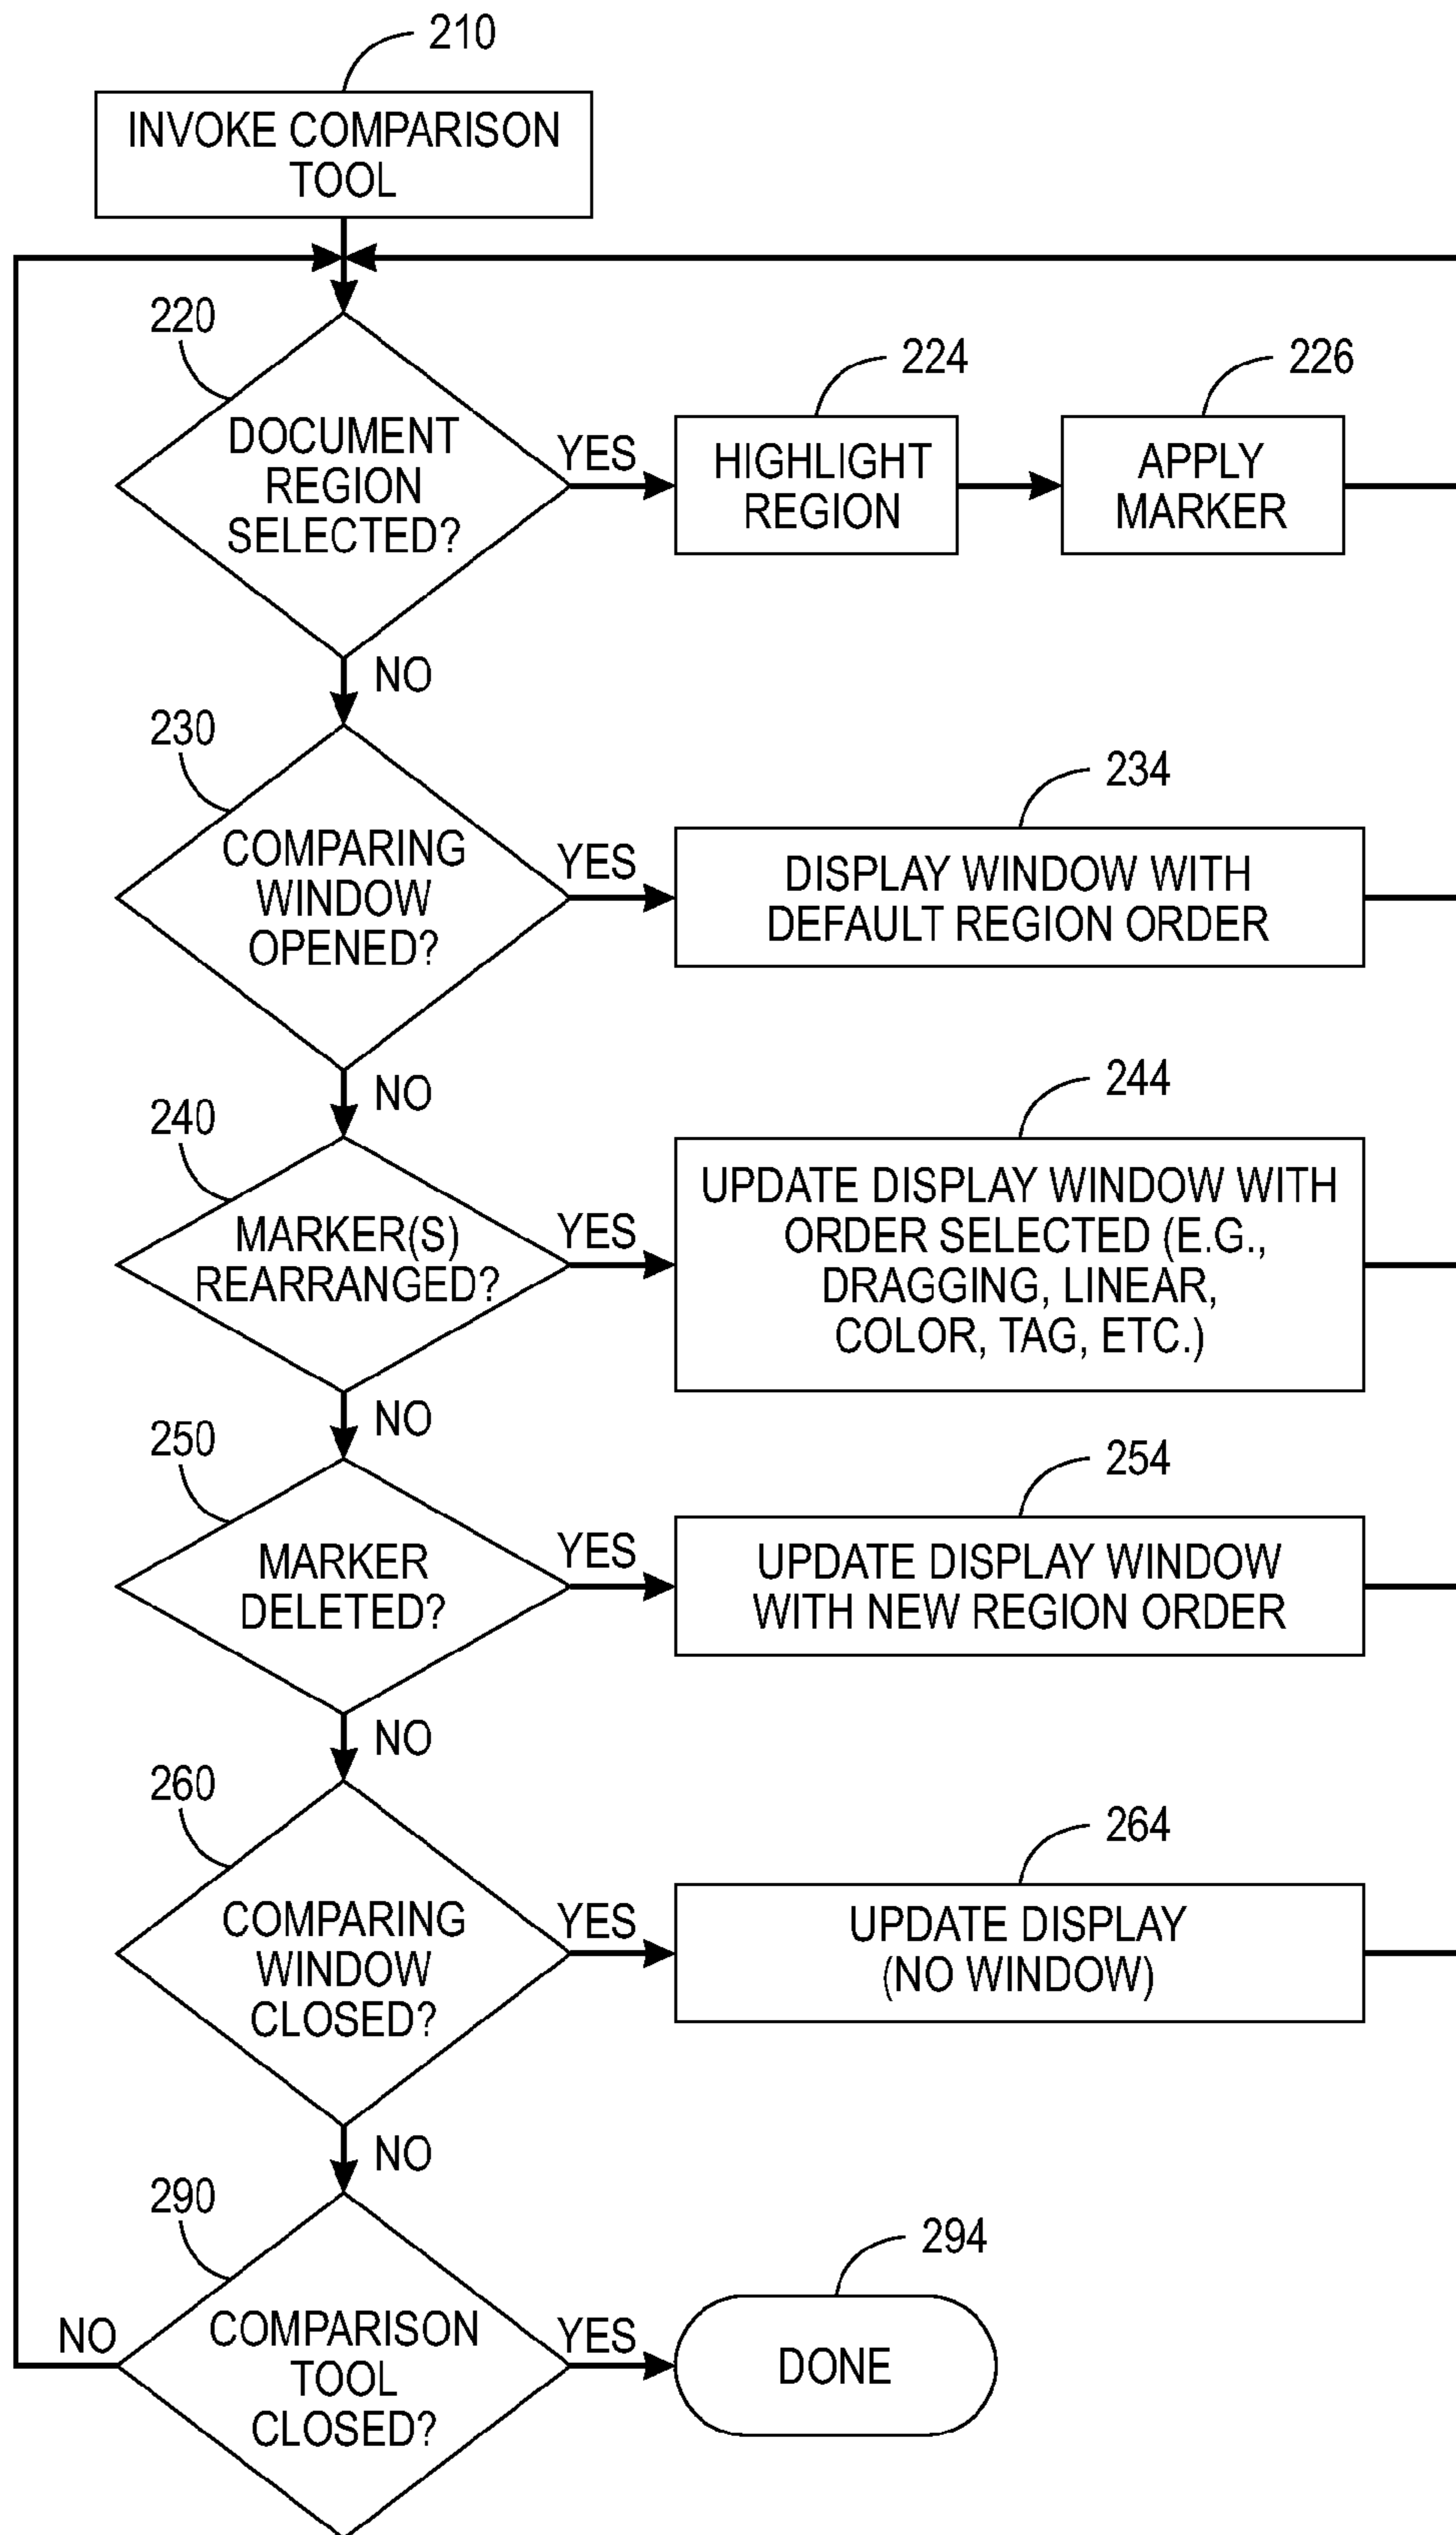 210
INVOKE COMPARISON
TOOL
220
DOCUMENT
REGION
SELECTED?
YES
224
HIGHLIGHT
REGION
226
APPLY
MARKER
NO
230
COMPARING
WINDOW
OPENED?
YES
234
DISPLAY WINDOW WITH
DEFAULT REGION ORDER
NO
240
MARKER(S)
REARRANGED?
YES
244
UPDATE DISPLAY WINDOW WITH
ORDER SELECTED (E.G.,
DRAGGING, LINEAR,
COLOR, TAG, ETC.)
NO
250
MARKER
DELETED?
YES
254
UPDATE DISPLAY WINDOW
WITH NEW REGION ORDER
NO
260
COMPARING
WINDOW
CLOSED?
YES
264
UPDATE DISPLAY
(NO WINDOW)
NO
290
COMPARISON
TOOL
CLOSED?
NO
YES
294
DONE